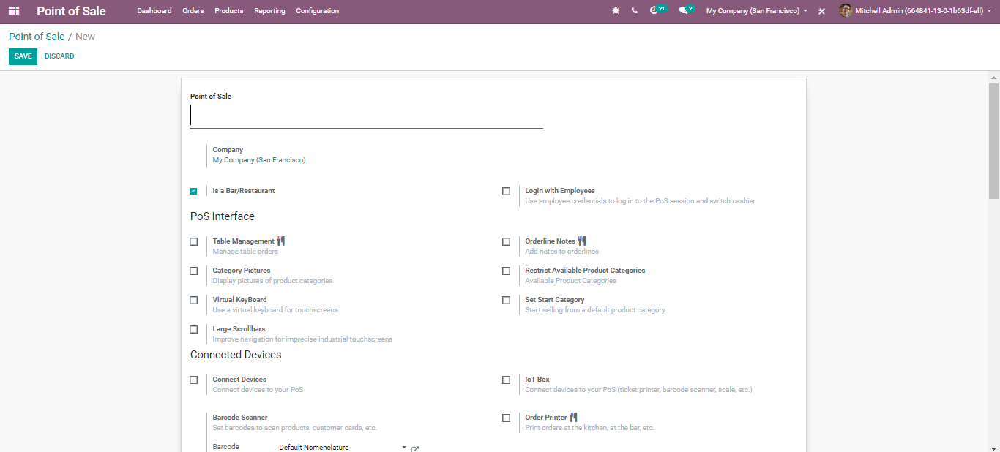 Point of Sale Dashboard Orders Products Reporting Configuration 21 2 My Company (San Francisco) Mitchell Admin (664841-13-0-1b63df-all)
Point of Sale / New
SAVE DISCARD
Point of Sale
Company
My Company (San Francisco)
Is a Bar/Restaurant
Login with Employees
Use employee credentials to log in to the PoS session and switch cashier
PoS Interface
Table Management
Manage table orders
Orderline Notes
Add notes to orderlines
Category Pictures
Display pictures of product categories
Restrict Available Product Categories
Available Product Categories
Virtual KeyBoard
Use a virtual keyboard for touchscreens
Set Start Category
Start selling from a default product category
Large Scrollbars
Improve navigation for imprecise industrial touchscreens
Connected Devices
Connect Devices
Connect devices to your PoS
IoT Box
Connect devices to your PoS (ticket printer, barcode scanner, scale, etc.)
Barcode Scanner
Set barcodes to scan products, customer cards, etc.
Order Printer
Print orders at the kitchen, at the bar, etc.
Barcode Default Nomenclature